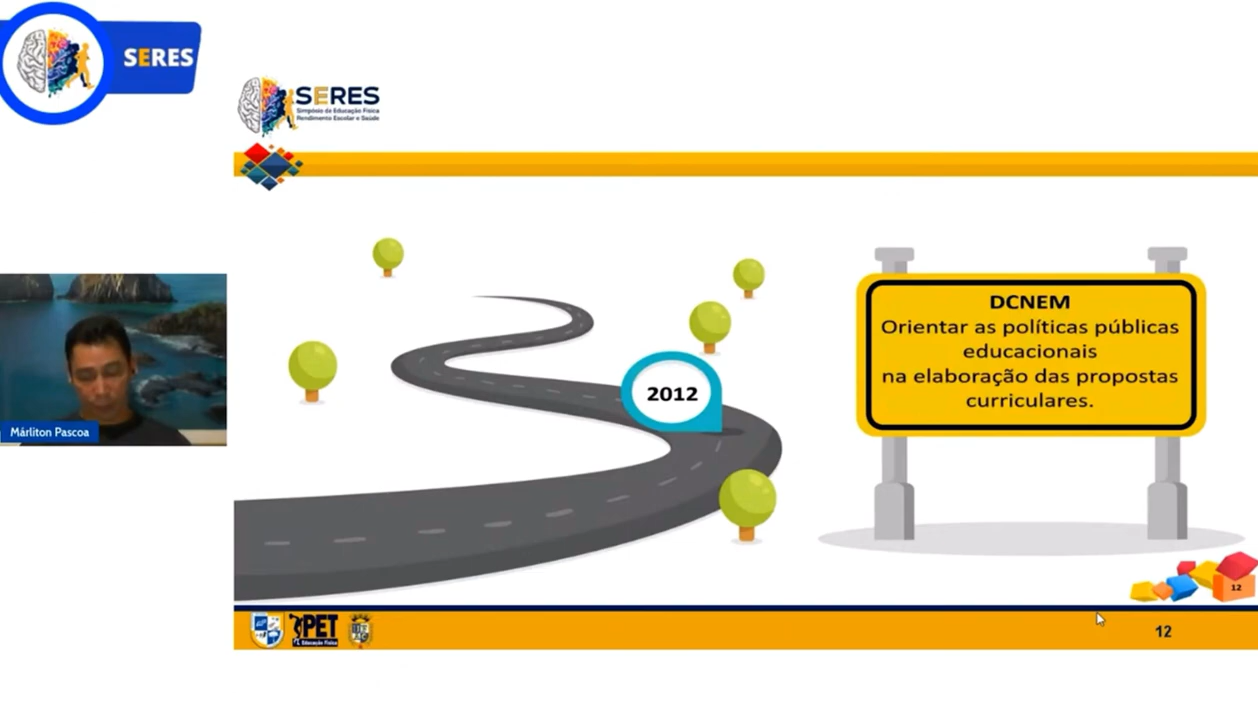 SERES
SERES
Simpósio de Educação Física
Rendimento Escolar e Saúde
2012
DCNEM
Orientar as políticas públicas
educacionais
na elaboração das propostas
curriculares.
Márliton Pascoa
12
PET
Educação Física
12